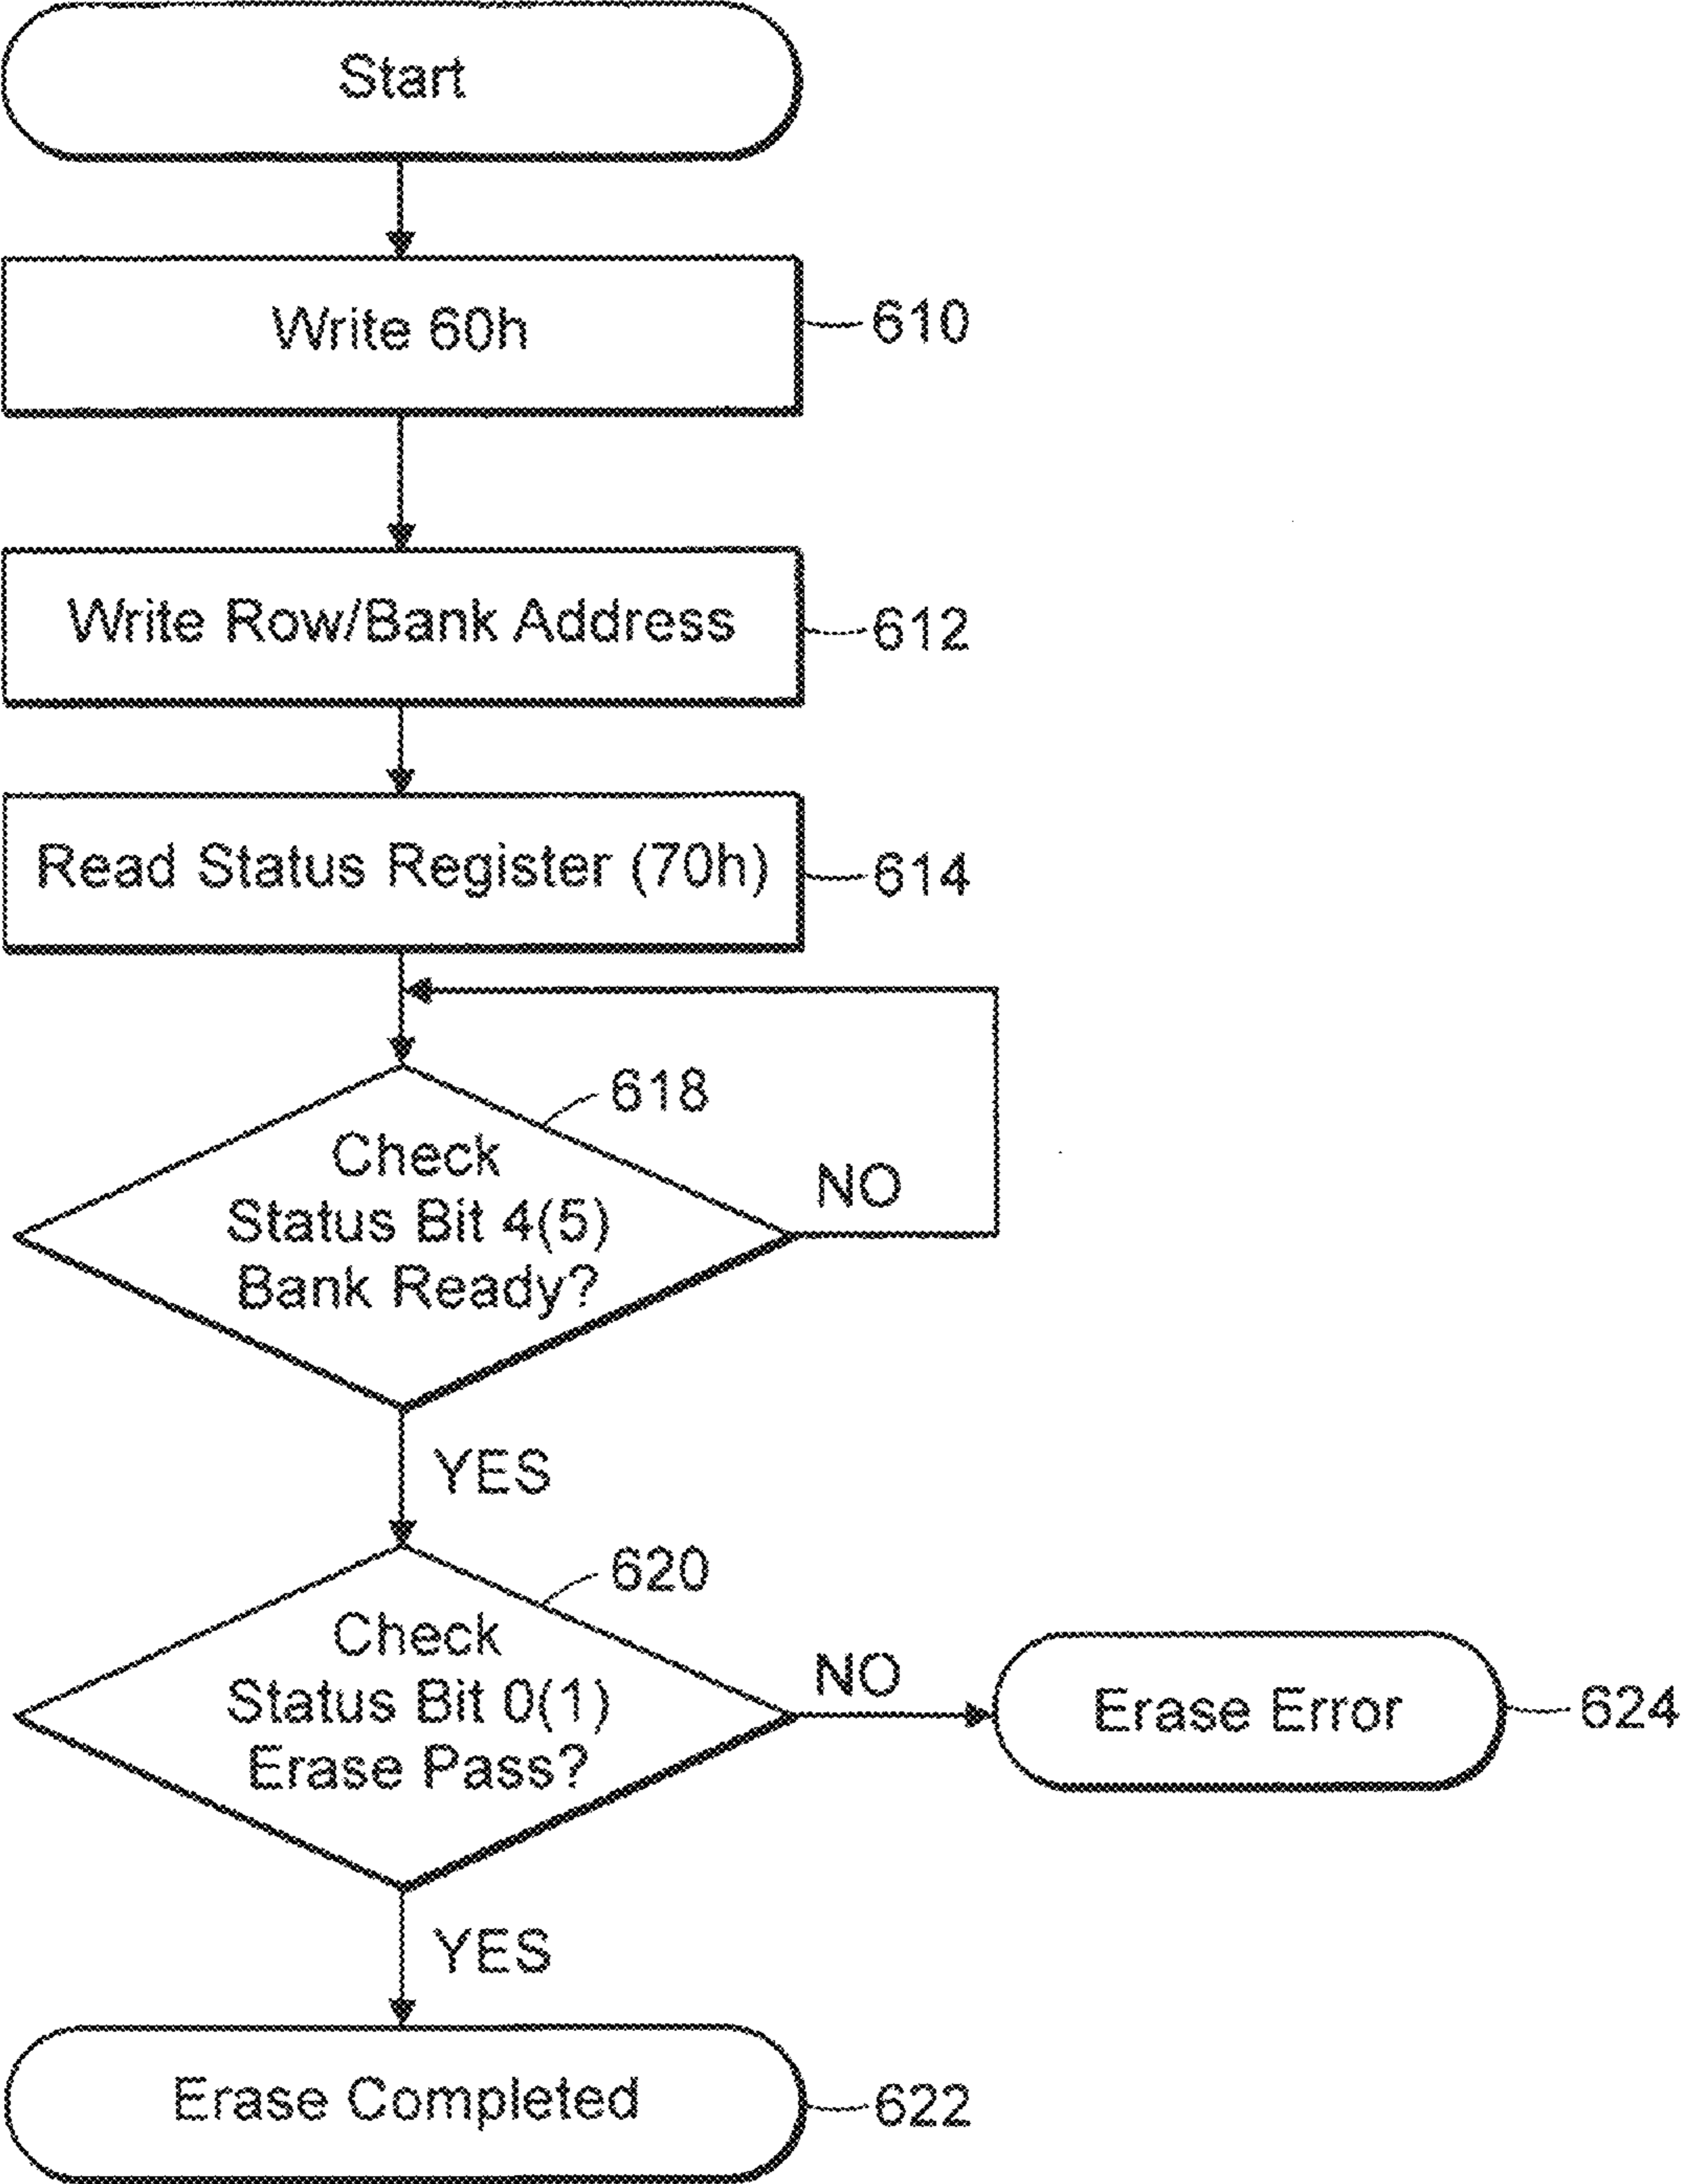 Start
Write 60h
610
Write Row/Bank Address
612
Read Status Register (70h)
614
618
Check
Status Bit 4(5)
Bank Ready?
NO
YES
620
Check
Status Bit 0(1)
Erase Pass?
NO
Erase Error
624
YES
Erase Completed
622